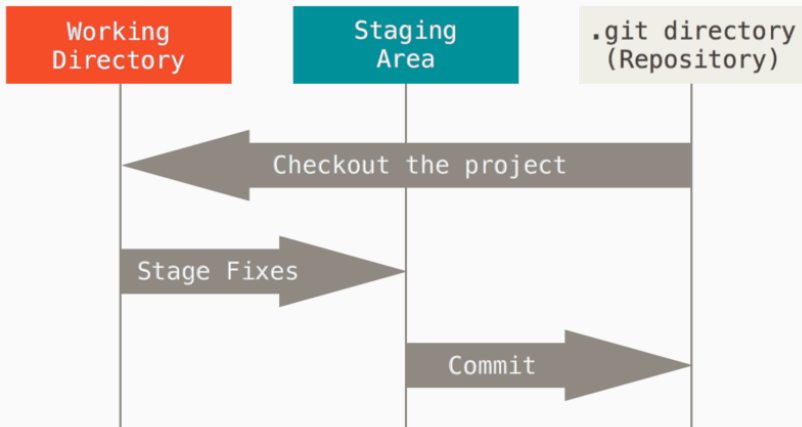 Working
Directory
Staging
Area
.git directory
(Repository)
Checkout the project
Stage Fixes
Commit